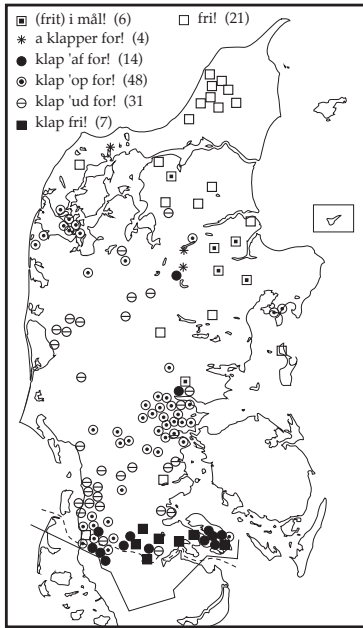 (frit) i mål! (6)
fri! (21)
a klapper for! (4)
klap 'af for! (14)
klap 'op for! (48)
klap 'ud for! (31
klap fri! (7)